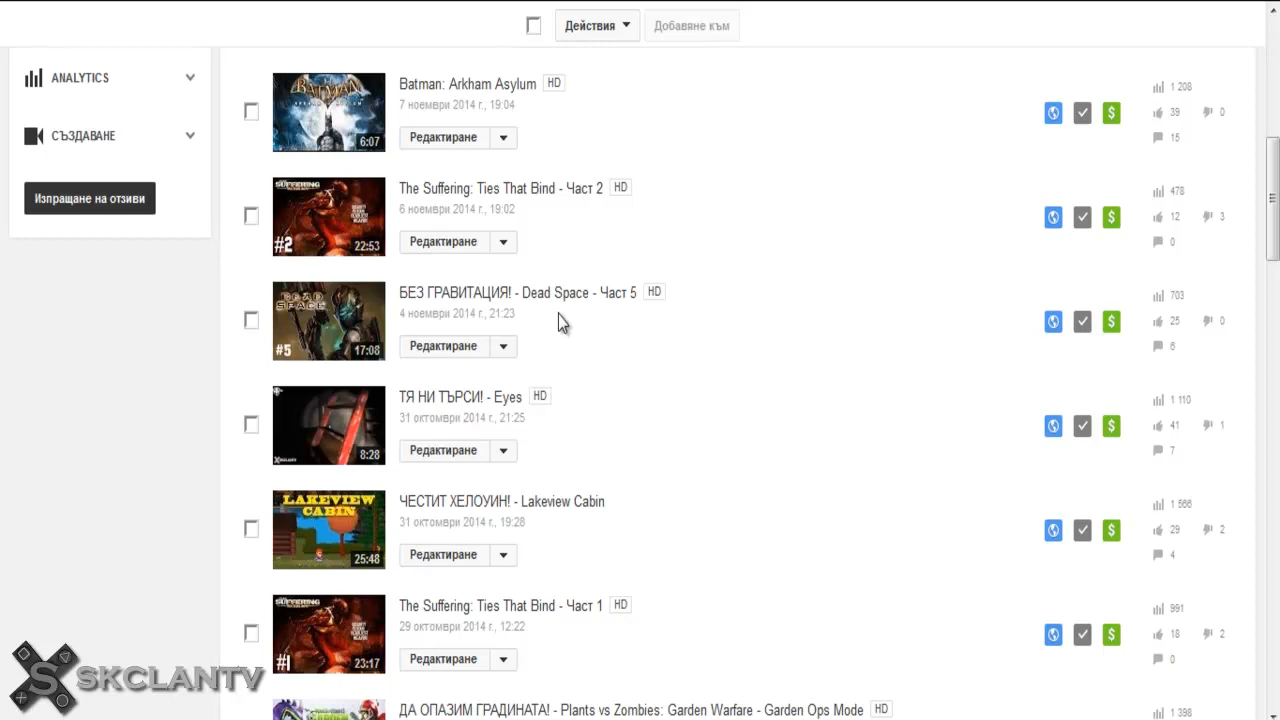 Действия
Добавяне към
ANALYTICS
СЪЗДАВАНЕ
Изпращане на отзиви
BATMAN
ARKHAM ASYLUM
6:07
Batman: Arkham Asylum HD
7 ноември 2014 г., 19:04
Редактиране
$
1 208
39 0
15
SUFFERING
#2
22:53
The Suffering: Ties That Bind - Част 2 HD
6 ноември 2014 г., 19:02
Редактиране
$
478
12 3
0
DEAD SPACE
#5
17:08
БЕЗ ГРАВИТАЦИЯ! - Dead Space - Част 5 HD
4 ноември 2014 г., 21:23
Редактиране
$
703
25 0
6
8:28
ТЯ НИ ТЪРСИ! - Eyes HD
31 октомври 2014 г., 21:25
Редактиране
$
1 110
41 1
7
LAKEVIEW
CABIN
25:48
ЧЕСТИТ ХЕЛОУИН! - Lakeview Cabin
31 октомври 2014 г., 19:28
Редактиране
$
1 566
29 2
4
SUFFERING
#1
23:17
The Suffering: Ties That Bind - Част 1 HD
29 октомври 2014 г., 12:22
Редактиране
$
991
18 2
0
ДА ОПАЗИМ ГРАДИНАТА! - Plants vs Zombies: Garden Warfare - Garden Ops Mode HD
1 398
SKCLANTV